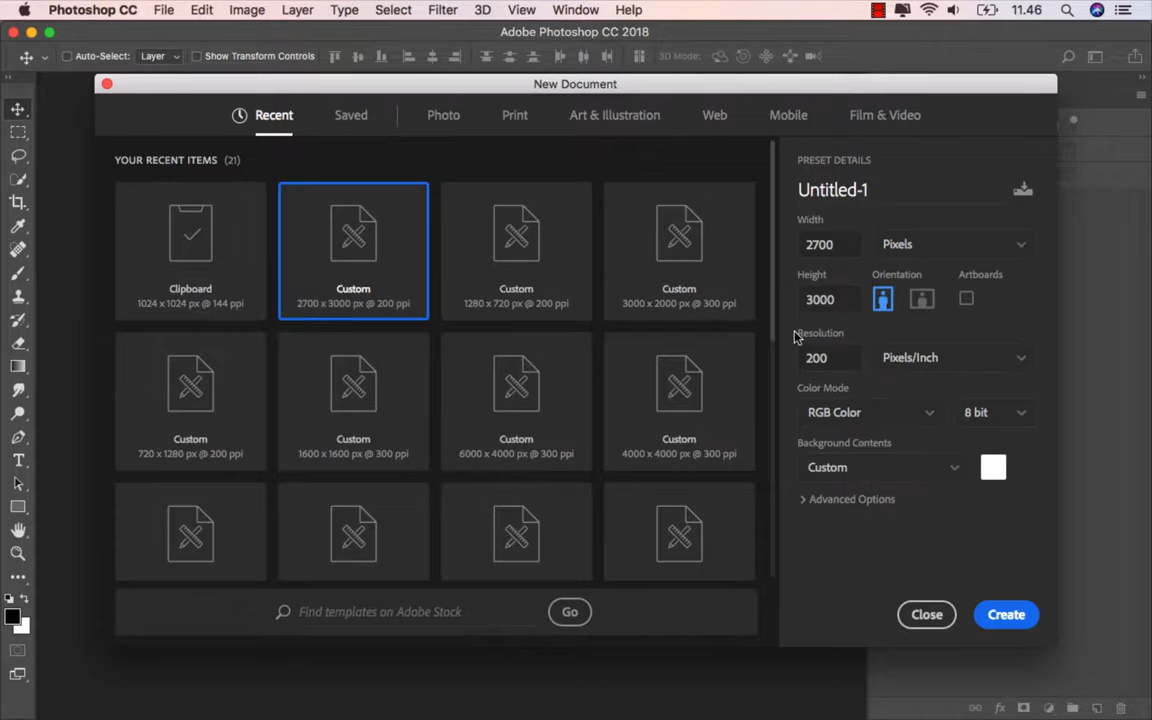 Photoshop CC File Edit Image Layer Type Select Filter 3D View Window Help 11.46
Adobe Photoshop CC 2018
Auto-Select: Layer Show Transform Controls 3D Mode:
New Document
Recent Saved Photo Print Art & Illustration Web Mobile Film & Video
YOUR RECENT ITEMS (21)
PRESET DETAILS
Untitled-1
Width
2700 Pixels
Height Orientation Artboards
3000
Resolution
200 Pixels/Inch
Color Mode
RGB Color 8 bit
Background Contents
Custom
Advanced Options
Clipboard Custom Custom Custom
1024 x 1024 px @ 144 ppi 2700 x 3000 px @ 200 ppi 1280 x 720 px @ 200 ppi 3000 x 2000 px @ 300 ppi
Custom Custom Custom Custom
720 x 1280 px @ 200 ppi 1600 x 1600 px @ 300 ppi 6000 x 4000 px @ 300 ppi 4000 x 4000 px @ 300 ppi
Find templates on Adobe Stock Go
Close Create
fx